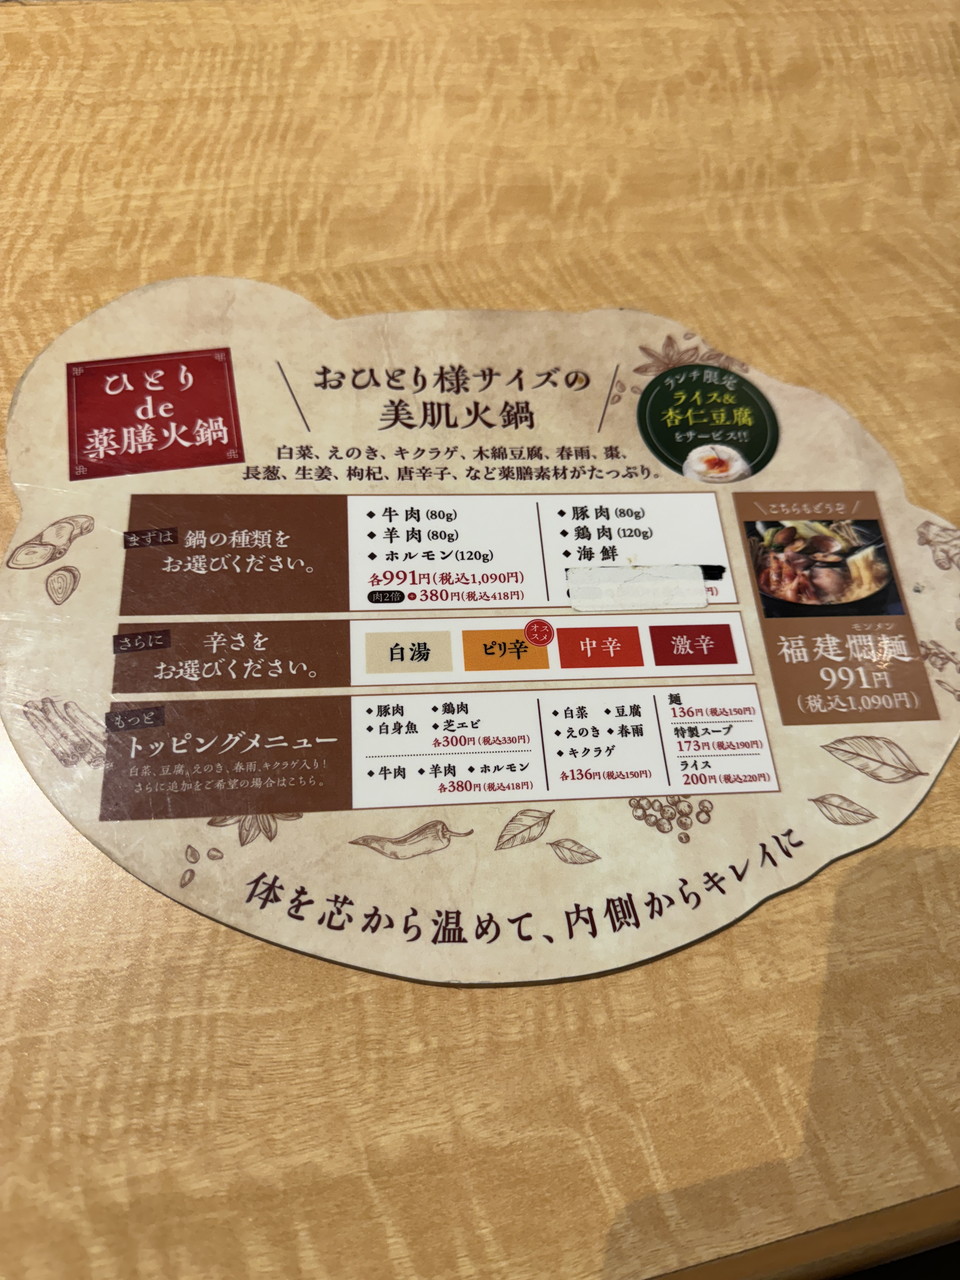 ひとり
de
薬膳火鍋
おひとり様サイズの
美肌火鍋
白菜、えのき、キクラゲ、木綿豆腐、春雨、棗、
長葱、生姜、枸杞、唐辛子、など薬膳素材がたっぷり。
ランチ限定
ライス&
杏仁豆腐
をサービス!!
まずは 鍋の種類を
お選びください。
◆ 牛肉 (80g)
◆ 羊肉 (80g)
◆ ホルモン(120g)
各991円(税込1,090円)
肉2倍 +380円(税込418円)
◆ 豚肉 (80g)
◆ 鶏肉 (120g)
◆ 海鮮
円)
さらに 辛さを
お選びください。
白湯
ピリ辛
オススメ
中辛
激辛
もっと
トッピングメニュー
白菜、豆腐、えのき、春雨、キクラゲ入り!
さらに追加をご希望の場合はこちら。
◆豚肉 ◆鶏肉
◆白身魚 ◆芝エビ
各300円(税込330円)
◆牛肉 ◆羊肉 ◆ホルモン
各380円(税込418円)
◆白菜 ◆豆腐
◆えのき ◆春雨
◆キクラゲ
各136円(税込150円)
麺
136円(税込150円)
特製スープ
173円(税込190円)
ライス
200円(税込220円)
\こちらもどうぞ/
モンメン
福建燜麺
991円
(税込1,090円)
体を芯から温めて、内側からキレイに